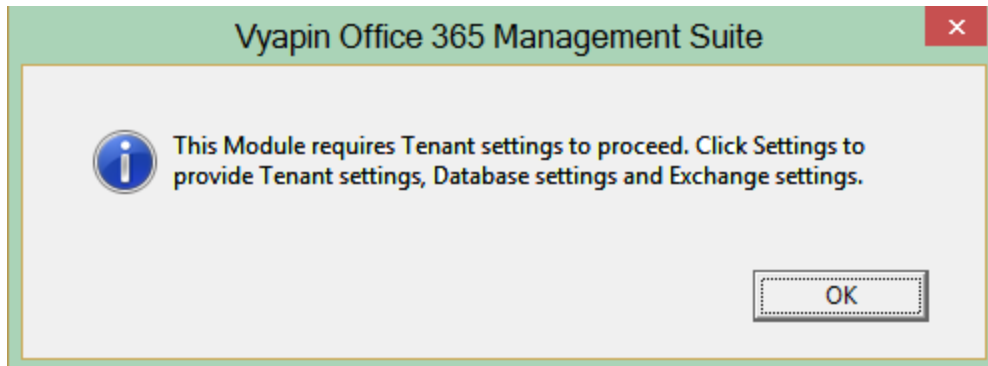 Vyapin Office 365 Management Suite
This Module requires Tenant settings to proceed. Click Settings to
provide Tenant settings, Database settings and Exchange settings.
OK